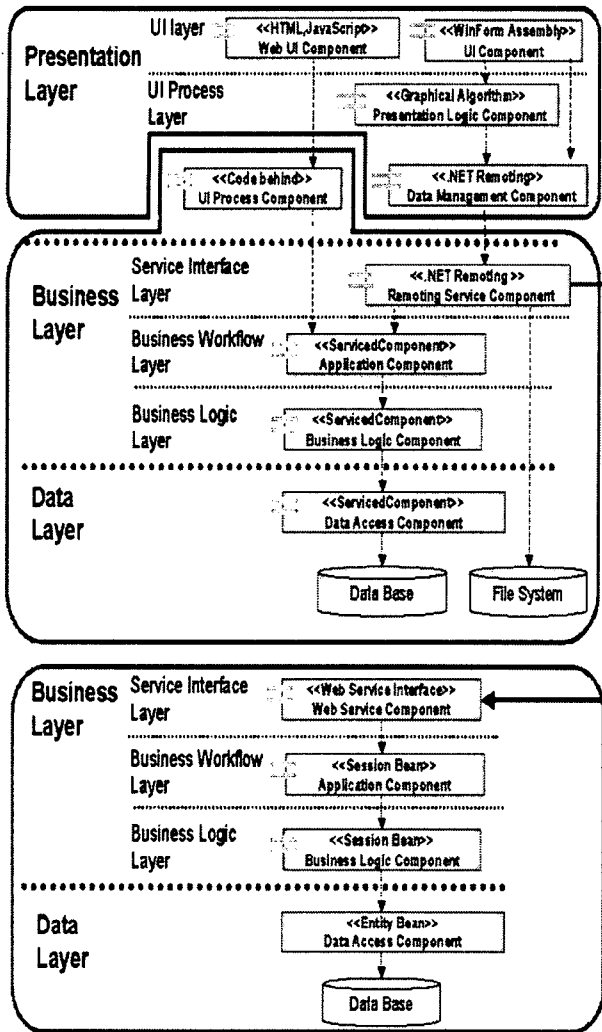 UI layer
<<HTML,JavaScript>>
Web UI Component
<<WinForm Assembly>>
UI Component
Presentation
Layer
UI Process
Layer
<<Graphical Algorithm>>
Presentation Logic Component
<<Code behind>>
UI Process Component
<<.NET Remoting>>
Data Management Component
Business
Layer
Service Interface
Layer
<<.NET Remoting >>
Remoting Service Component
Business Workflow
Layer
<<ServicedComponent>>
Application Component
Business Logic
Layer
<<ServicedComponent>>
Business Logic Component
Data
Layer
<<ServicedComponent>>
Data Access Component
Data Base
File System
Business
Layer
Service Interface
Layer
<<Web Service Interface>>
Web Service Component
Business Workflow
Layer
<<Session Bean>>
Application Component
Business Logic
Layer
<<Session Bean>>
Business Logic Component
Data
Layer
<<Entity Bean>>
Data Access Component
Data Base